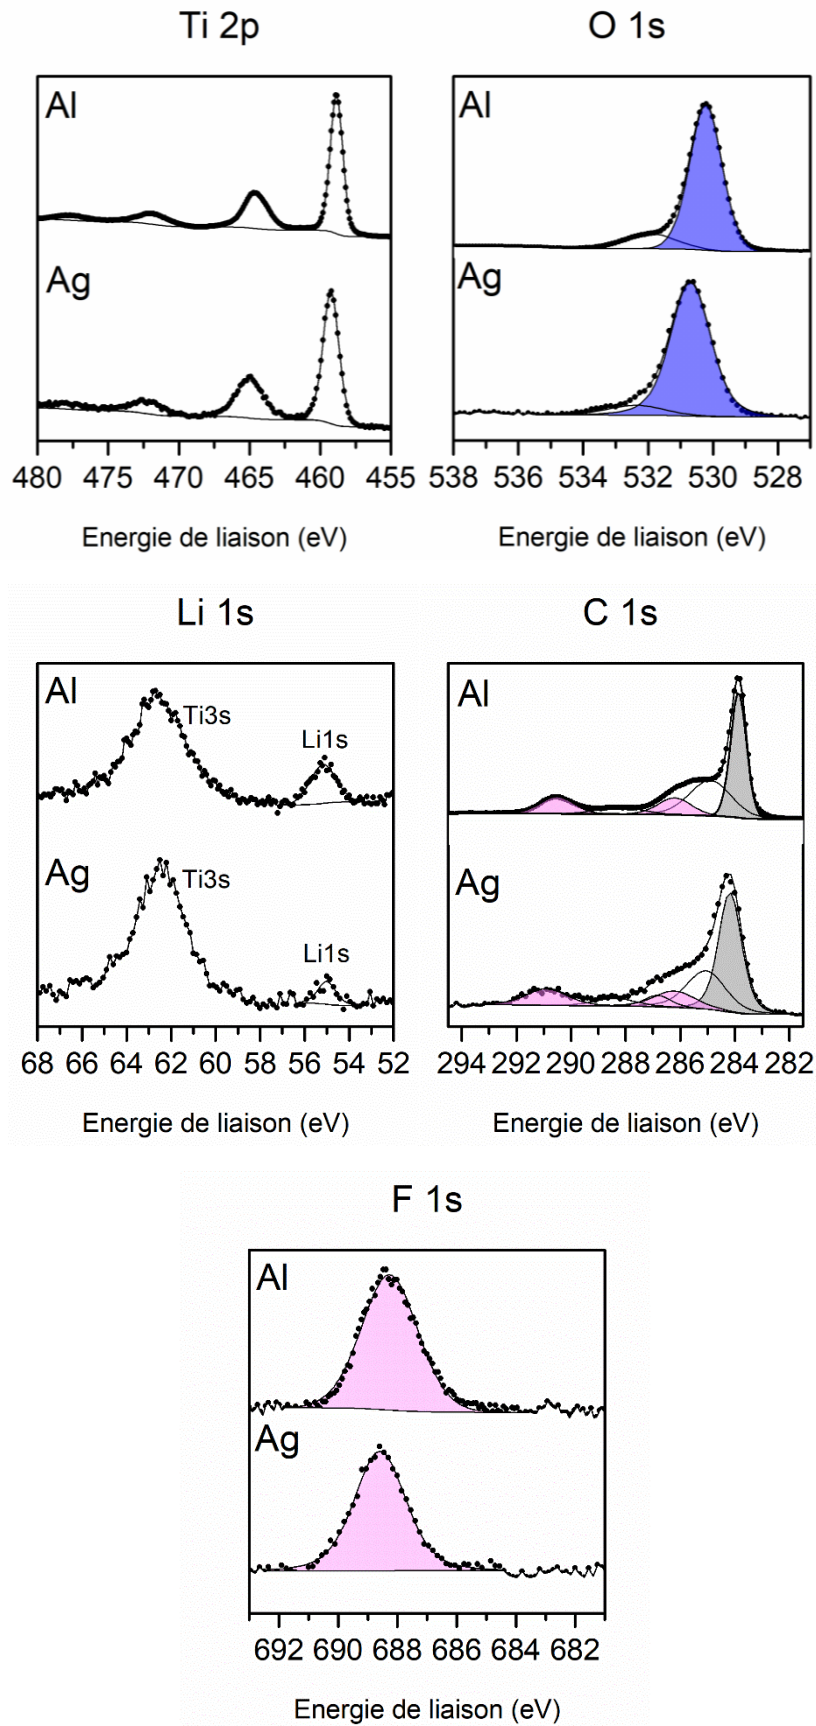 Ti 2p
O 1s
Al
Al
Ag
Ag
480 475 470 465 460 455
538 536 534 532 530 528
Energie de liaison (eV)
Energie de liaison (eV)
Li 1s
C 1s
Al
Ti3s
Li1s
Al
Ag
Ti3s
Li1s
Ag
68 66 64 62 60 58 56 54 52
294 292 290 288 286 284 282
Energie de liaison (eV)
Energie de liaison (eV)
F 1s
Al
Ag
692 690 688 686 684 682
Energie de liaison (eV)